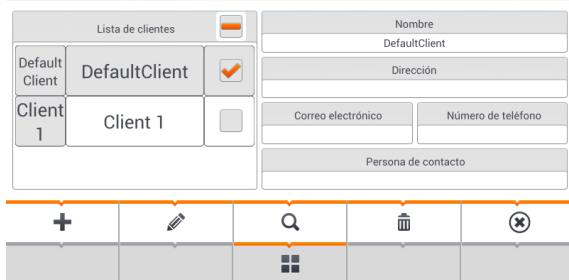 Lista de clientes
Default
Client
DefaultClient
Client
1
Client 1
Nombre
DefaultClient
Dirección
Correo electrónico
Número de teléfono
Persona de contacto